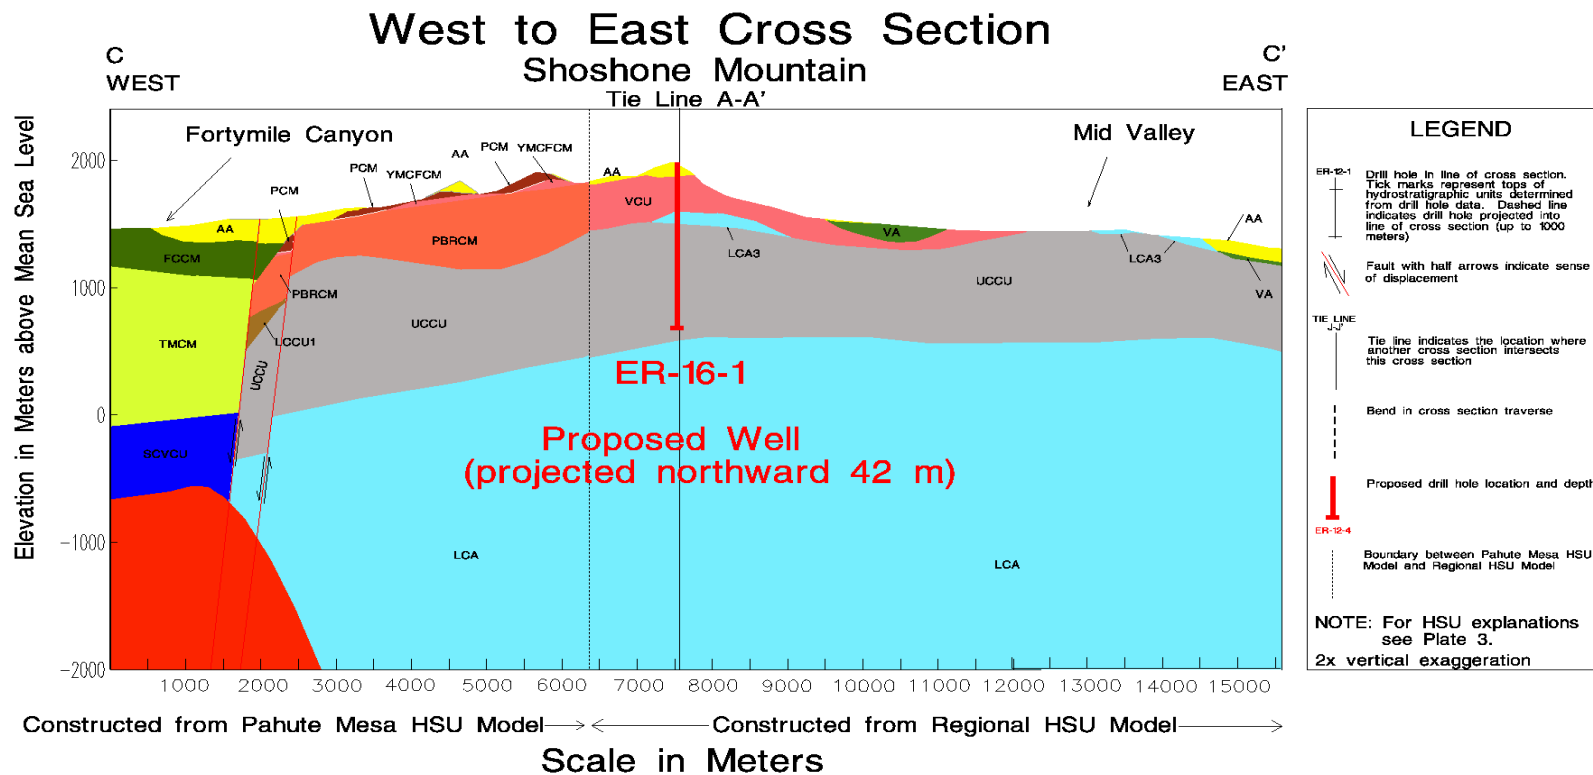 West to East Cross Section
C
WEST
Shoshone Mountain
C'
EAST
Tie Line A-A'
Elevation in Meters above Mean Sea Level
2000
1000
0
-1000
-2000
Fortymile Canyon
Mid Valley
AA
PCM
YMCFCM
PCM
YMCFCM
PCM
AA
AA
VCU
PBRCM
FCCM
PBRCM
LCCU1
TMCM
UCCU
UCCU
SCVCU
LCA3
VA
UCCU
LCA3
AA
VA
ER-16-1
Proposed Well
(projected northward 42 m)
LCA
LCA
1000 2000 3000 4000 5000 6000 7000 8000 9000 10000 11000 12000 13000 14000 15000
Constructed from Pahute Mesa HSU Model
Constructed from Regional HSU Model
Scale in Meters
LEGEND
ER-12-1
Drill hole in line of cross section.
Tick marks represent tops of
hydrostratigraphic units determined
from drill hole data. Dashed line
indicates drill hole projected into
line of cross section (up to 1000
meters)
Fault with half arrows indicate sense
of displacement
TIE LINE
J-J'
Tie line indicates the location where
another cross section intersects
this cross section
Bend in cross section traverse
Proposed drill hole location and depth
ER-12-4
Boundary between Pahute Mesa HSU
Model and Regional HSU Model
NOTE: For HSU explanations
see Plate 3.
2x vertical exaggeration